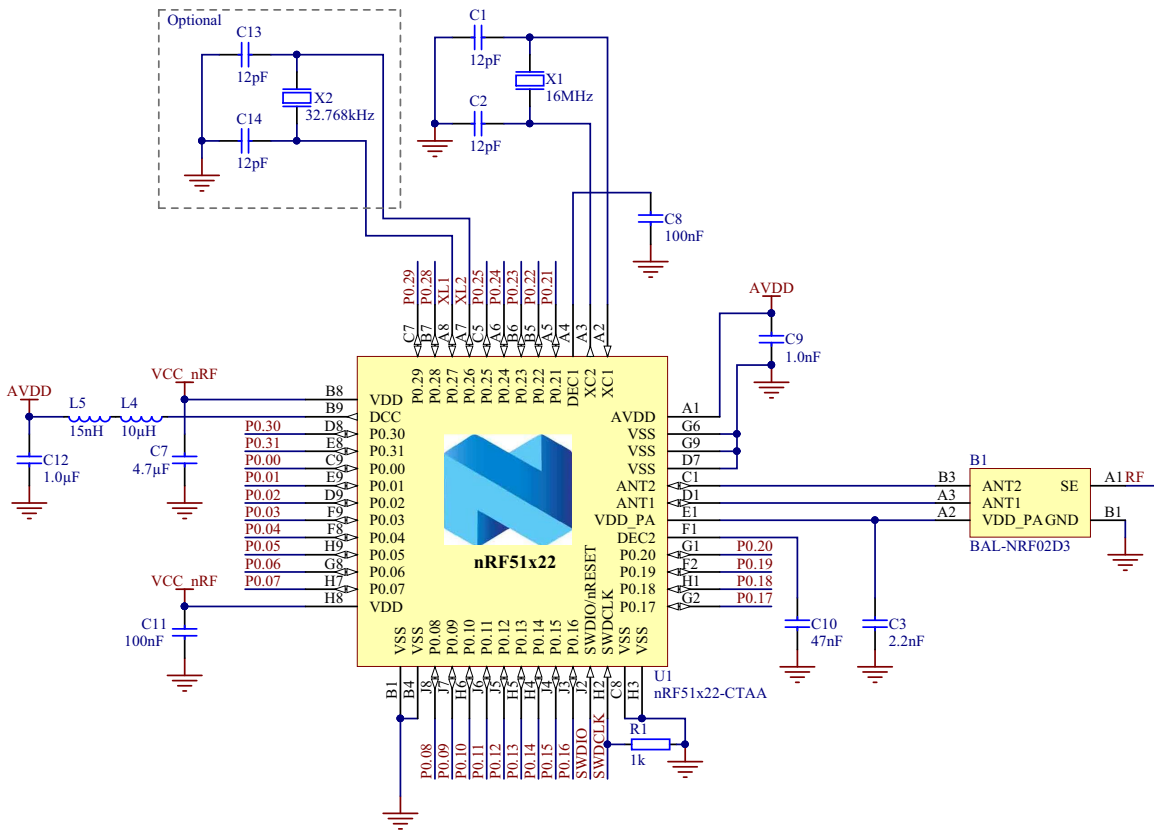 Optional
C13
12pF
X2
32.768kHz
C14
12pF
C1
12pF
X1
16MHz
C2
12pF
C8
100nF
P0.29
P0.28
XL1
XL2
P0.25
P0.24
P0.23
P0.22
P0.21
C7
B7
A8
A7
C5
A6
B6
B5
A5
A4
A3
A2
P0.29
P0.28
P0.27
P0.26
P0.25
P0.24
P0.23
P0.22
P0.21
DEC1
XC2
XC1
AVDD
C9
1.0nF
VCC_nRF
AVDD
L5
15nH
L4
10µH
C12
1.0µF
C7
4.7µF
B8 VDD
B9 DCC
P0.30 D8 P0.30
P0.31 E8 P0.31
P0.00 C9 P0.00
P0.01 E9 P0.01
P0.02 D9 P0.02
P0.03 F9 P0.03
P0.04 F8 P0.04
P0.05 H9 P0.05
P0.06 G8 P0.06
P0.07 H7 P0.07
H8 VDD
VCC_nRF
C11
100nF
nRF51x22
AVDD A1
VSS G6
VSS G9
VSS D7
ANT2 C1
ANT1 D1
VDD_PA E1
DEC2 F1
P0.20 G1 P0.20
P0.19 F2 P0.19
P0.18 H1 P0.18
P0.17 G2 P0.17
B1
B3 ANT2 SE A1 RF
A3 ANT1
A2 VDD_PA GND B1
BAL-NRF02D3
C10
47nF
C3
2.2nF
VSS
VSS
P0.08
P0.09
P0.10
P0.11
P0.12
P0.13
P0.14
P0.15
P0.16
SWDIO/nRESET
SWDCLK
VSS
VSS
U1
nRF51x22-CTAA
B1
B4
J8
J7
H6
J6
J5
H5
H4
J4
J3
J2
H2
C8
H3
P0.08
P0.09
P0.10
P0.11
P0.12
P0.13
P0.14
P0.15
P0.16
SWDIO
SWDCLK
R1
1k